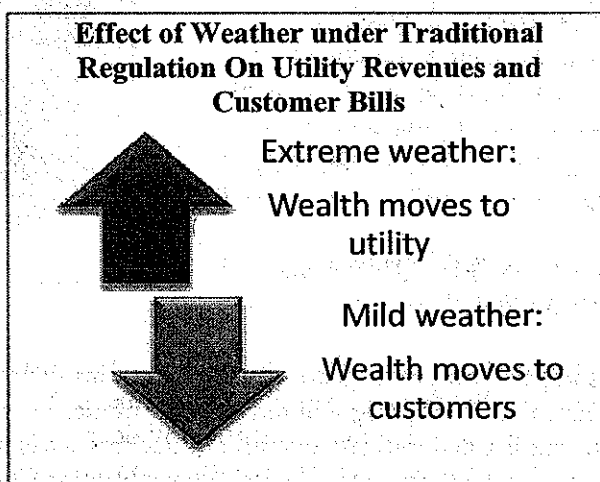 Effect of Weather under Traditional
Regulation On Utility Revenues and
Customer Bills
Extreme weather:
Wealth moves to
utility
Mild weather:
Wealth moves to
customers